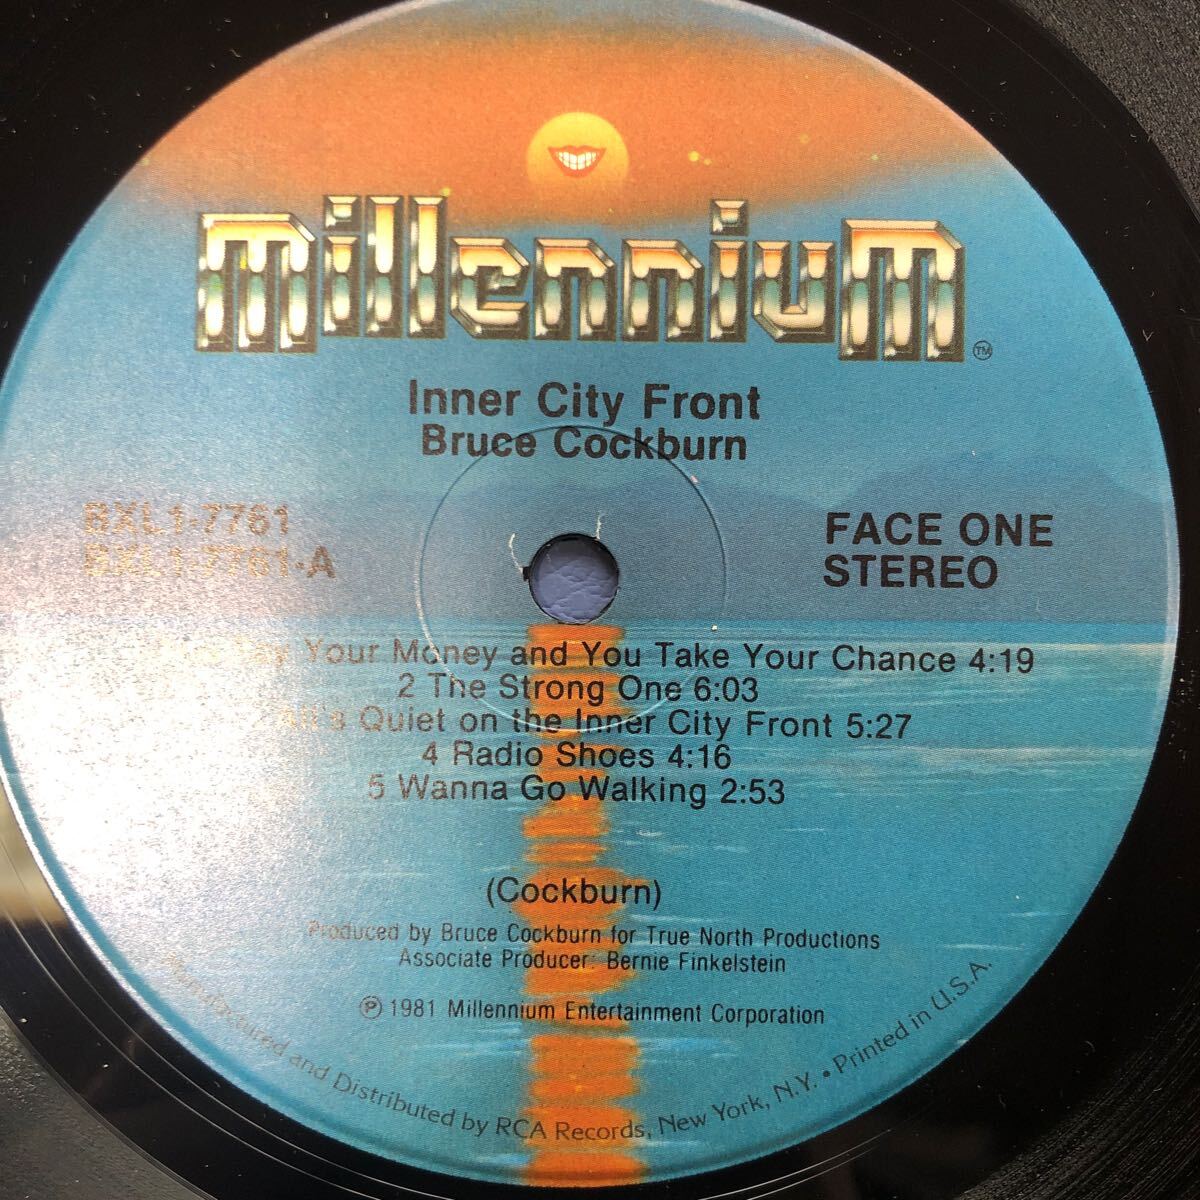 millenniuM
TM
Inner City Front
Bruce Cockburn
BXL1-7761
BXL1-7761-A
FACE ONE
STEREO
Your Money and You Take Your Chance 4:19
2 The Strong One 6:03
All's Quiet on the Inner City Front 5:27
4 Radio Shoes 4:16
5 Wanna Go Walking 2:53
(Cockburn)
Produced by Bruce Cockburn for True North Productions
Associate Producer: Bernie Finkelstein
Ⓟ 1981 Millennium Entertainment Corporation
Manufactured and Distributed by RCA Records, New York, N.Y. • Printed in U.S.A.